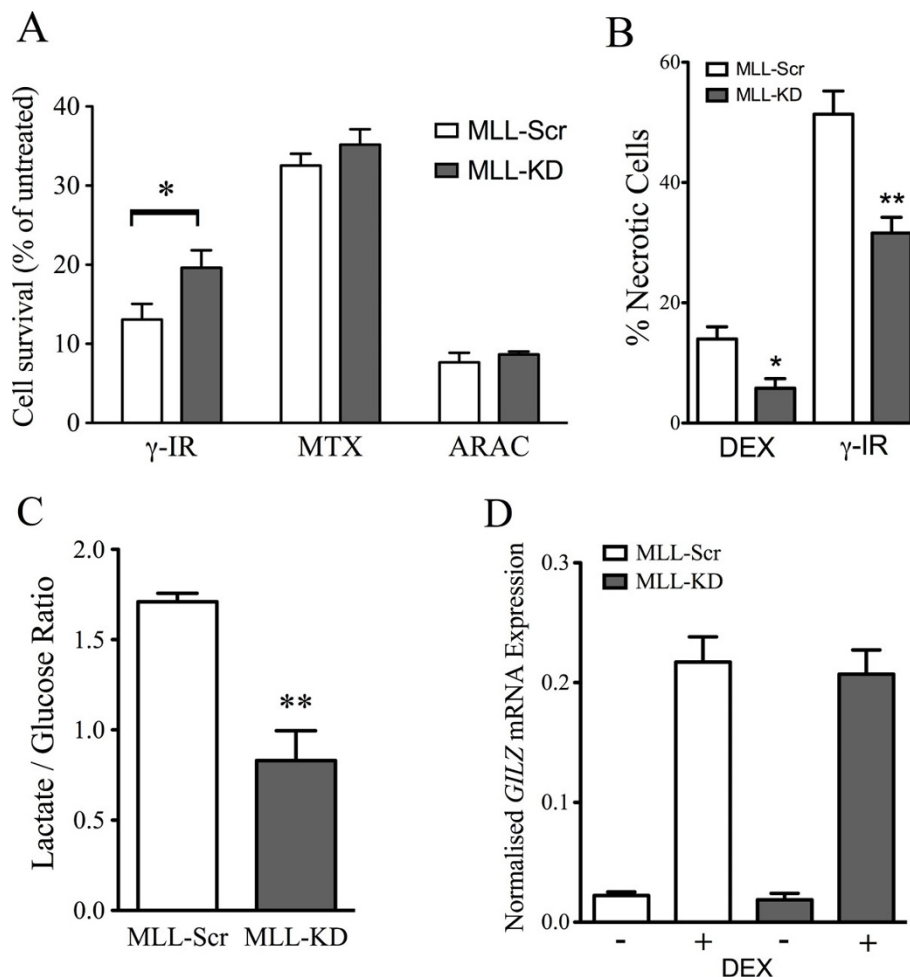 A
Cell survival (% of untreated)
40
30
20
10
0
*
MLL-Scr
MLL-KD
γ-IR MTX ARAC
B
% Necrotic Cells
60
40
20
0
MLL-Scr
MLL-KD
*
**
DEX γ-IR
C
Lactate / Glucose Ratio
2.0
1.5
1.0
0.5
0.0
**
MLL-Scr MLL-KD
D
Normalised GILZ mRNA Expression
0.3
0.2
0.1
0.0
MLL-Scr
MLL-KD
- + - +
DEX